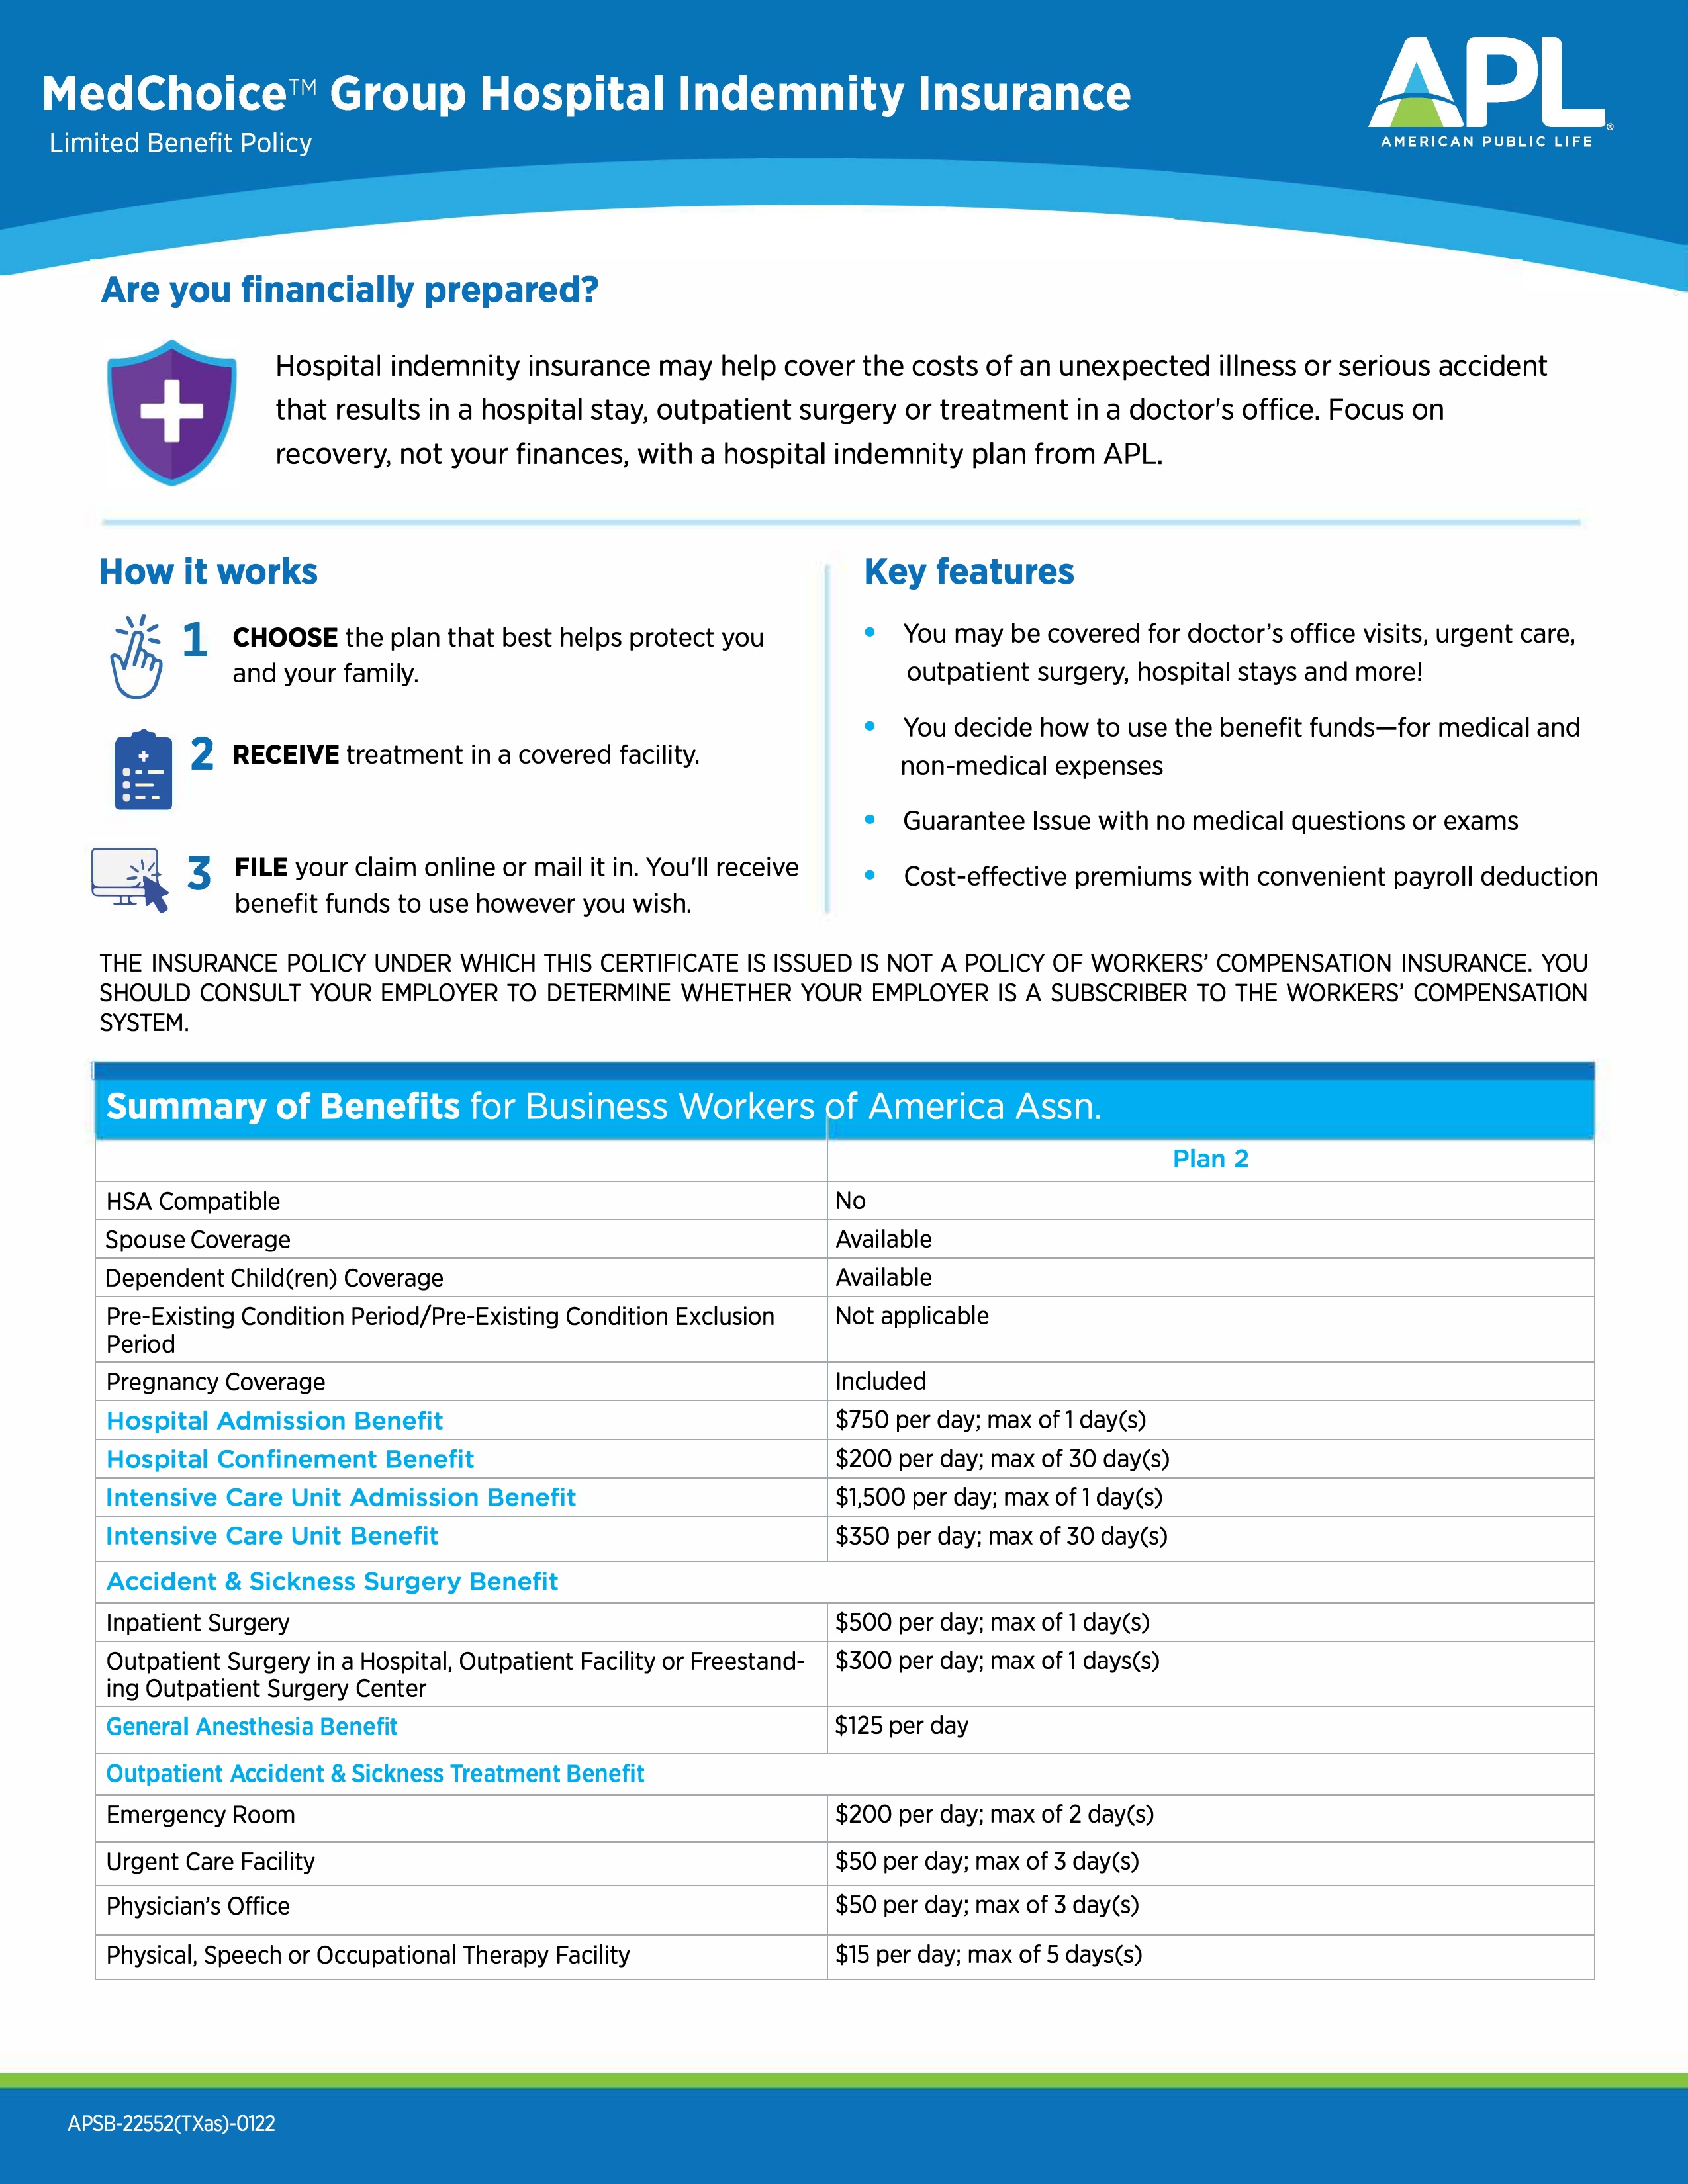 MedChoice™ Group Hospital Indemnity Insurance
Limited Benefit Policy
APL®
AMERICAN PUBLIC LIFE
Are you financially prepared?
Hospital indemnity insurance may help cover the costs of an unexpected illness or serious accident
that results in a hospital stay, outpatient surgery or treatment in a doctor's office. Focus on
recovery, not your finances, with a hospital indemnity plan from APL.
How it works
1 CHOOSE the plan that best helps protect you
and your family.
2 RECEIVE treatment in a covered facility.
3 FILE your claim online or mail it in. You'll receive
benefit funds to use however you wish.
Key features
• You may be covered for doctor's office visits, urgent care,
outpatient surgery, hospital stays and more!
• You decide how to use the benefit funds—for medical and
non-medical expenses
• Guarantee Issue with no medical questions or exams
• Cost-effective premiums with convenient payroll deduction
THE INSURANCE POLICY UNDER WHICH THIS CERTIFICATE IS ISSUED IS NOT A POLICY OF WORKERS' COMPENSATION INSURANCE. YOU
SHOULD CONSULT YOUR EMPLOYER TO DETERMINE WHETHER YOUR EMPLOYER IS A SUBSCRIBER TO THE WORKERS' COMPENSATION
SYSTEM.
Summary of Benefits for Business Workers of America Assn.
Plan 2
HSA Compatible No
Spouse Coverage Available
Dependent Child(ren) Coverage Available
Pre-Existing Condition Period/Pre-Existing Condition Exclusion Not applicable
Period
Pregnancy Coverage Included
Hospital Admission Benefit $750 per day; max of 1 day(s)
Hospital Confinement Benefit $200 per day; max of 30 day(s)
Intensive Care Unit Admission Benefit $1,500 per day; max of 1 day(s)
Intensive Care Unit Benefit $350 per day; max of 30 day(s)
Accident & Sickness Surgery Benefit
Inpatient Surgery $500 per day; max of 1 day(s)
Outpatient Surgery in a Hospital, Outpatient Facility or Freestand- $300 per day; max of 1 days(s)
ing Outpatient Surgery Center
General Anesthesia Benefit $125 per day
Outpatient Accident & Sickness Treatment Benefit
Emergency Room $200 per day; max of 2 day(s)
Urgent Care Facility $50 per day; max of 3 day(s)
Physician's Office $50 per day; max of 3 day(s)
Physical, Speech or Occupational Therapy Facility $15 per day; max of 5 days(s)
APSB-22552(TXas)-0122